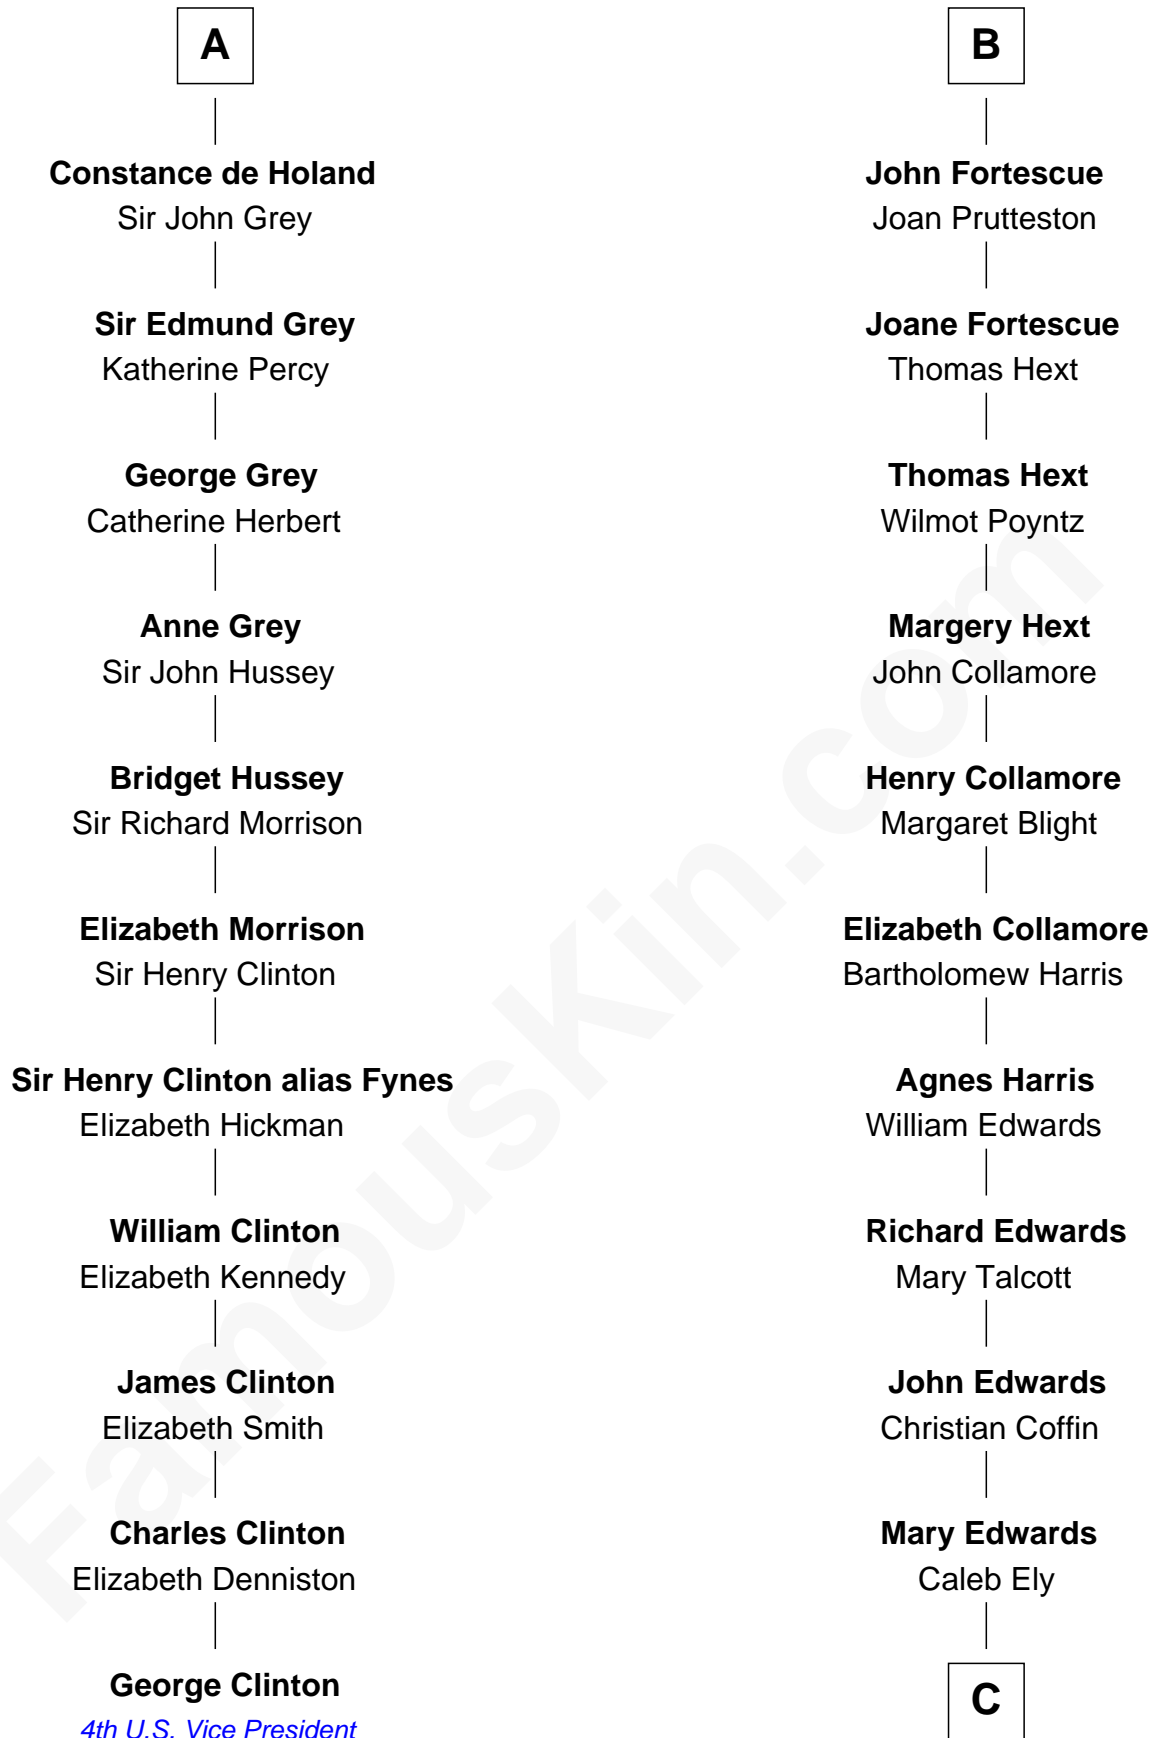 A
Constance de Holand
Sir John Grey
Sir Edmund Grey
Katherine Percy
George Grey
Catherine Herbert
Anne Grey
Sir John Hussey
Bridget Hussey
Sir Richard Morrison
Elizabeth Morrison
Sir Henry Clinton
Sir Henry Clinton alias Fynes
Elizabeth Hickman
William Clinton
Elizabeth Kennedy
James Clinton
Elizabeth Smith
Charles Clinton
Elizabeth Denniston
George Clinton
4th U.S. Vice President
B
John Fortescue
Joan Prutteston
Joane Fortescue
Thomas Hext
Thomas Hext
Wilmot Poyntz
Margery Hext
John Collamore
Henry Collamore
Margaret Blight
Elizabeth Collamore
Bartholomew Harris
Agnes Harris
William Edwards
Richard Edwards
Mary Talcott
John Edwards
Christian Coffin
Mary Edwards
Caleb Ely
C
FamousKin.com